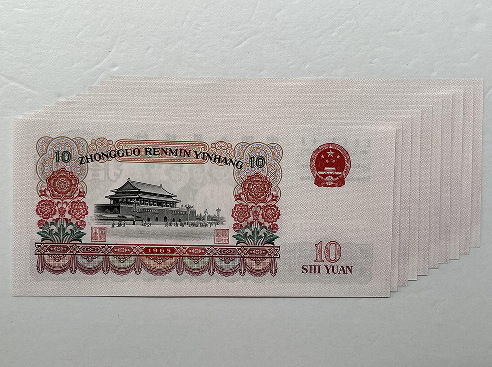 10 ZHONGGUO RENMIN YINHANG 10
1965
10
SHI YUAN